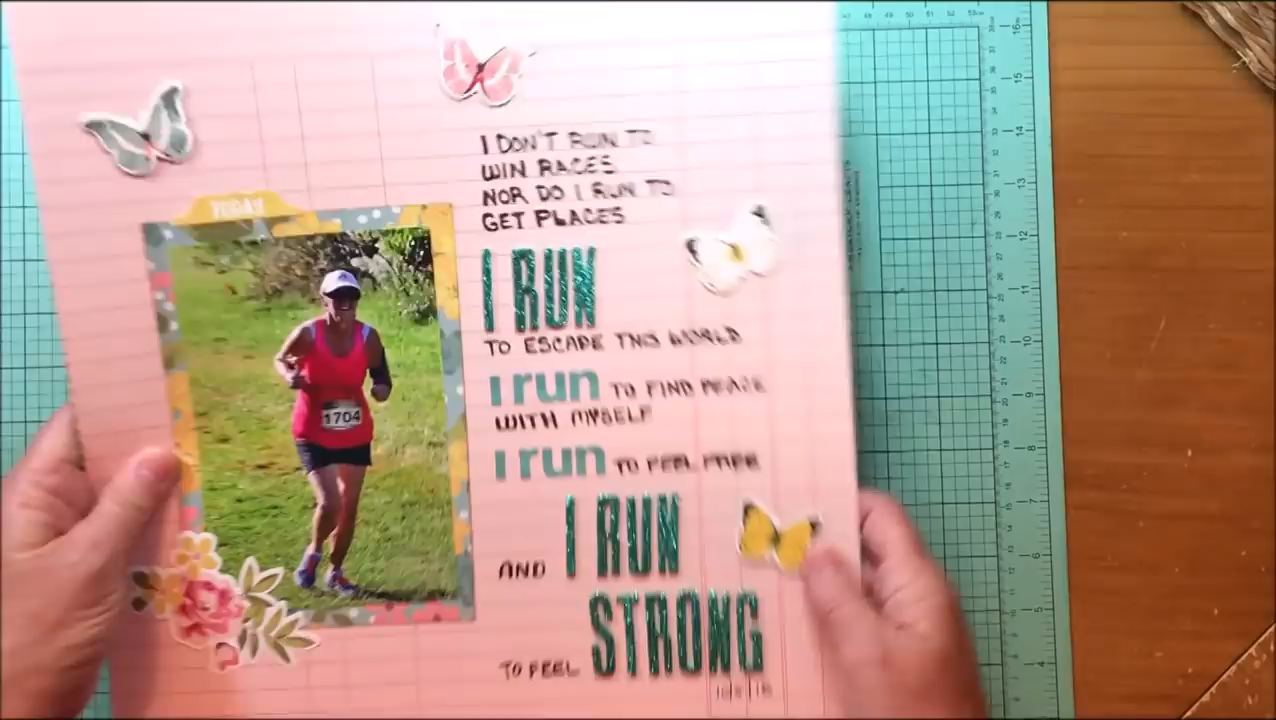 TODAY
I DON'T RUN TO
WIN RACES
NOR DO I RUN TO
GET PLACES
I RUN
TO ESCAPE THIS WORLD
I run TO FIND PEACE
WITH MYSELF
I run TO FEEL FREE
AND I RUN
TO FEEL STRONG
1704